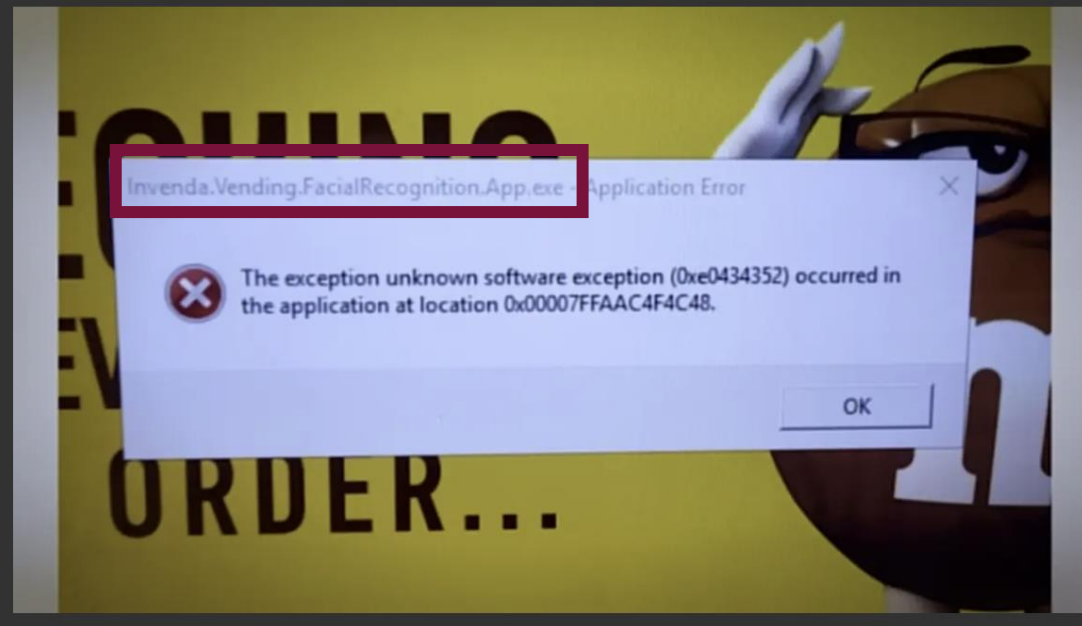 Invenda.Vending.FacialRecognition.App.exe - Application Error
The exception unknown software exception (0xe0434352) occurred in
the application at location 0x00007FFAAC4F4C48.
OK
ORDER...
m